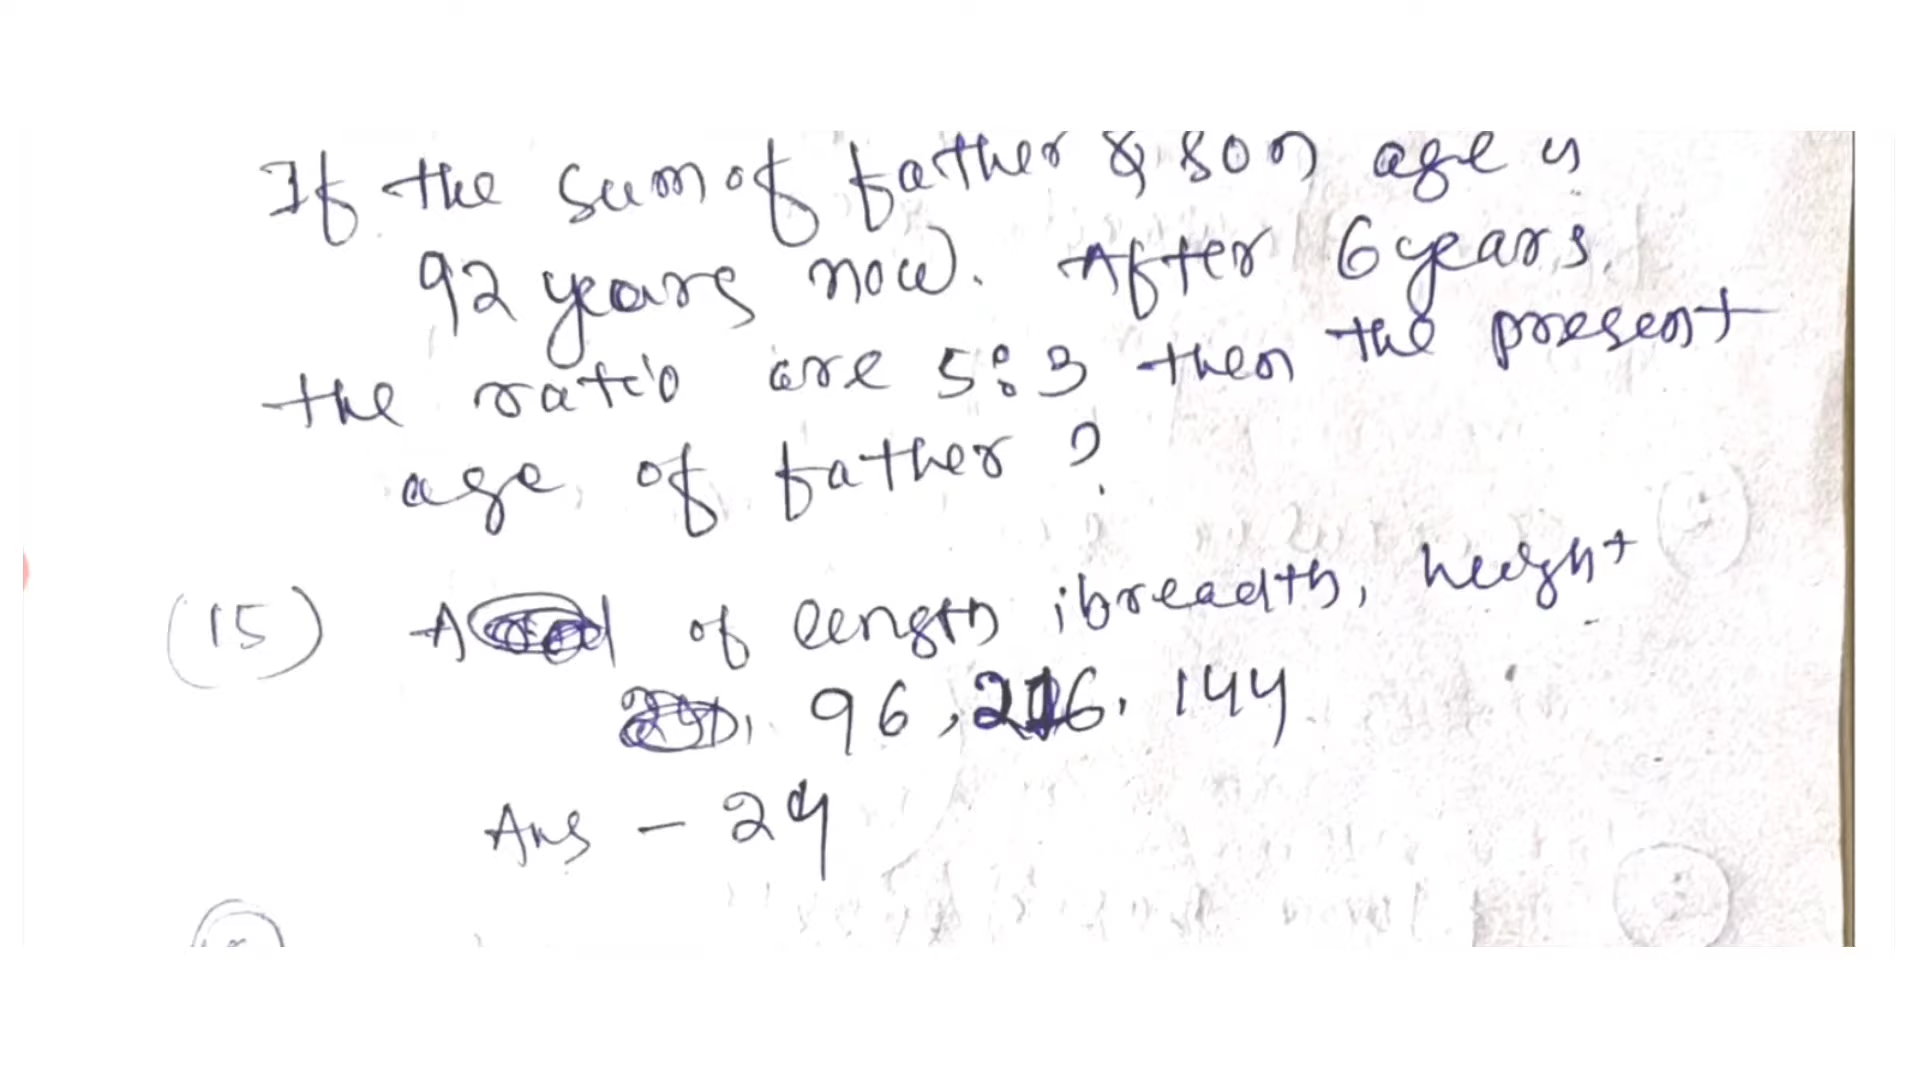 If the sum of father & son age is
92 years now. After 6 years
the ratio are 5:3 then the present
age of father ?
(15) A of length, breadth, height
96, 216, 144
Ans - 24